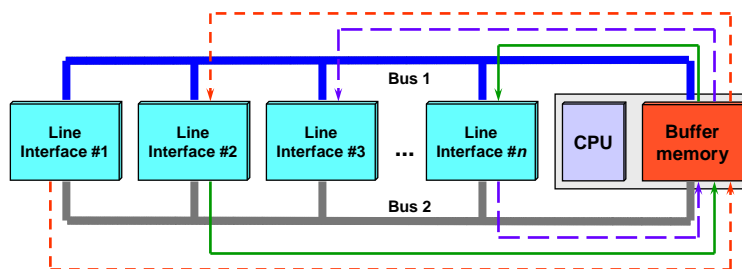 Bus 1
Line
Interface #1
Line
Interface #2
Line
Interface #3
...
Line
Interface #n
CPU
Buffer
memory
Bus 2